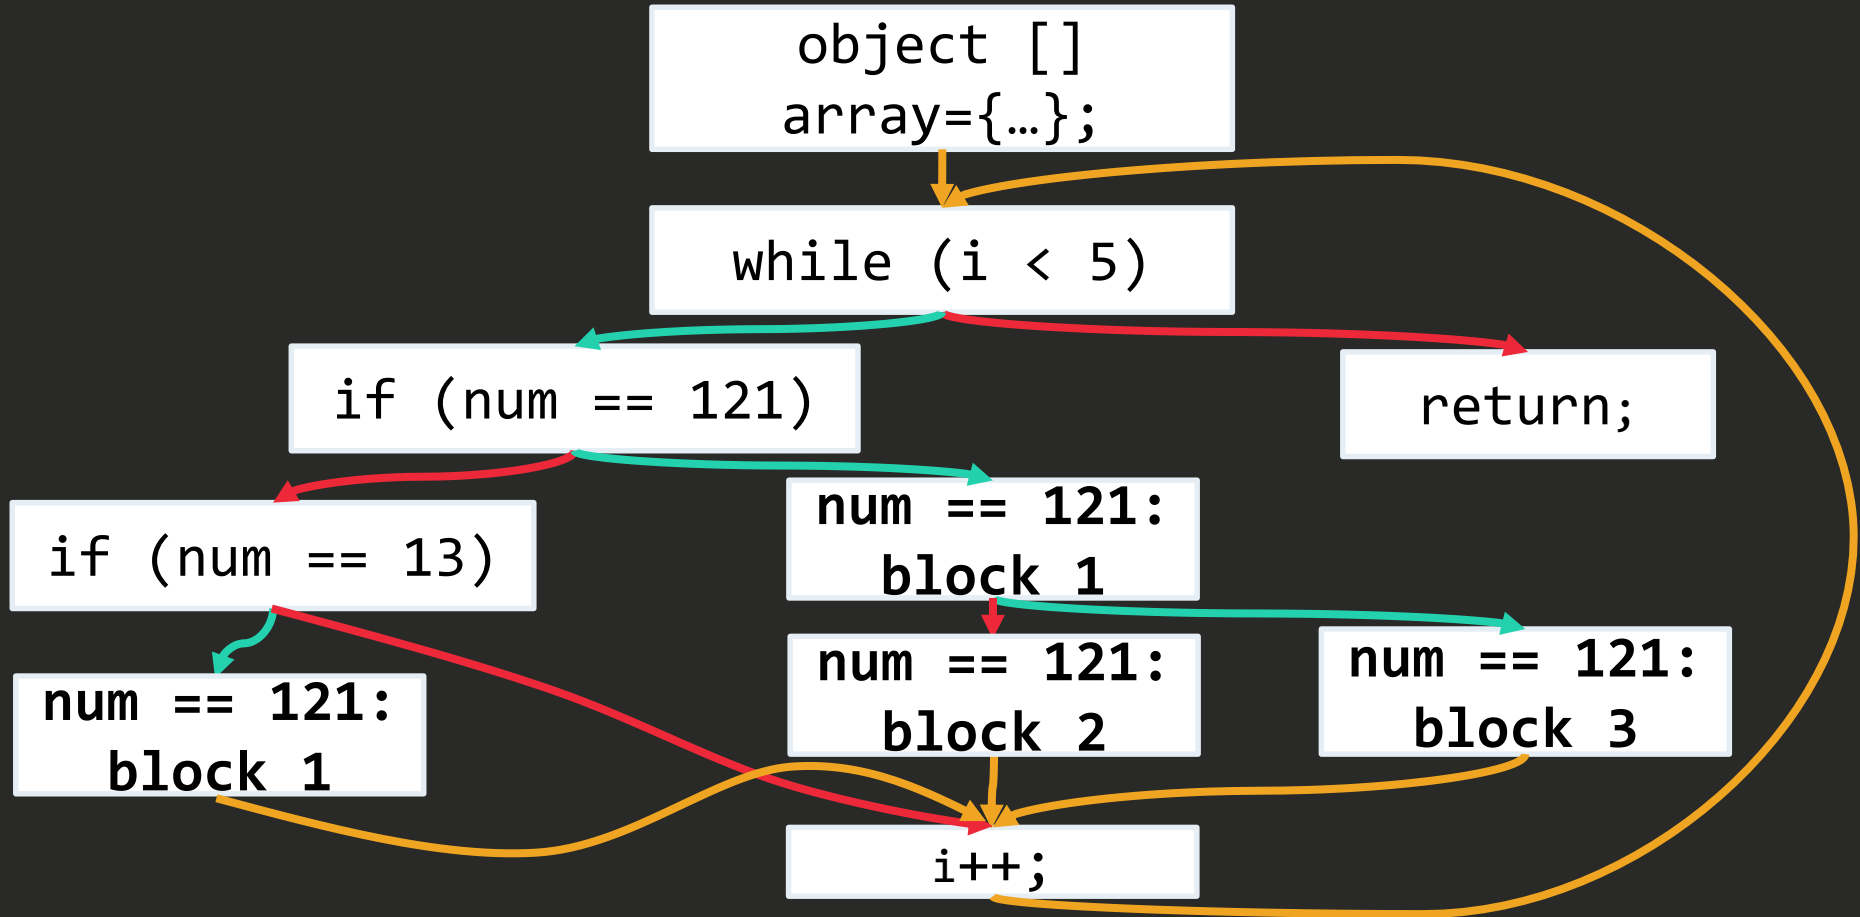 object []
array={…};
while (i < 5)
if (num == 121)
return;
if (num == 13)
num == 121:
block 1
num == 121:
block 2
num == 121:
block 3
num == 121:
block 1
i++;